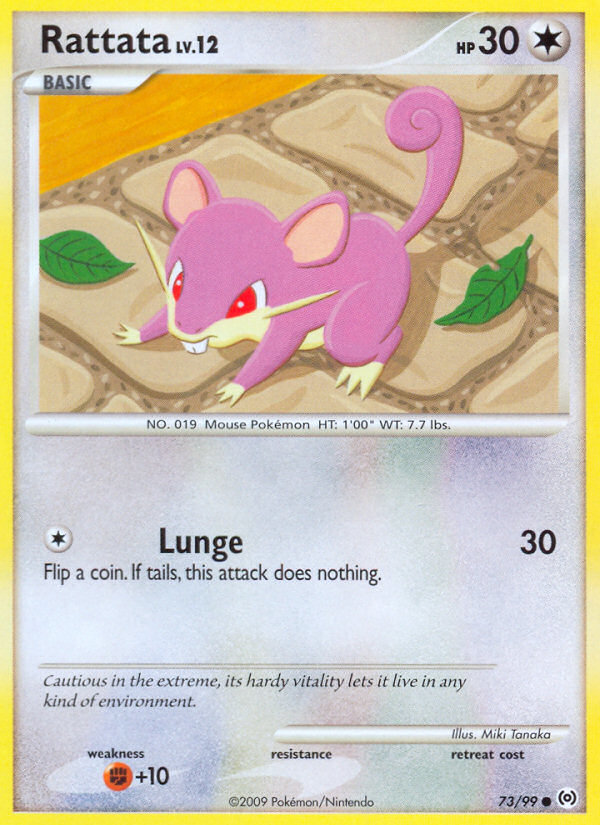 Rattata LV.12 HP 30
BASIC
NO. 019 Mouse Pokémon HT: 1'00" WT: 7.7 lbs.
Lunge 30
Flip a coin. If tails, this attack does nothing.
Cautious in the extreme, its hardy vitality lets it live in any
kind of environment.
Illus. Miki Tanaka
weakness resistance retreat cost
+10
©2009 Pokémon/Nintendo 73/99